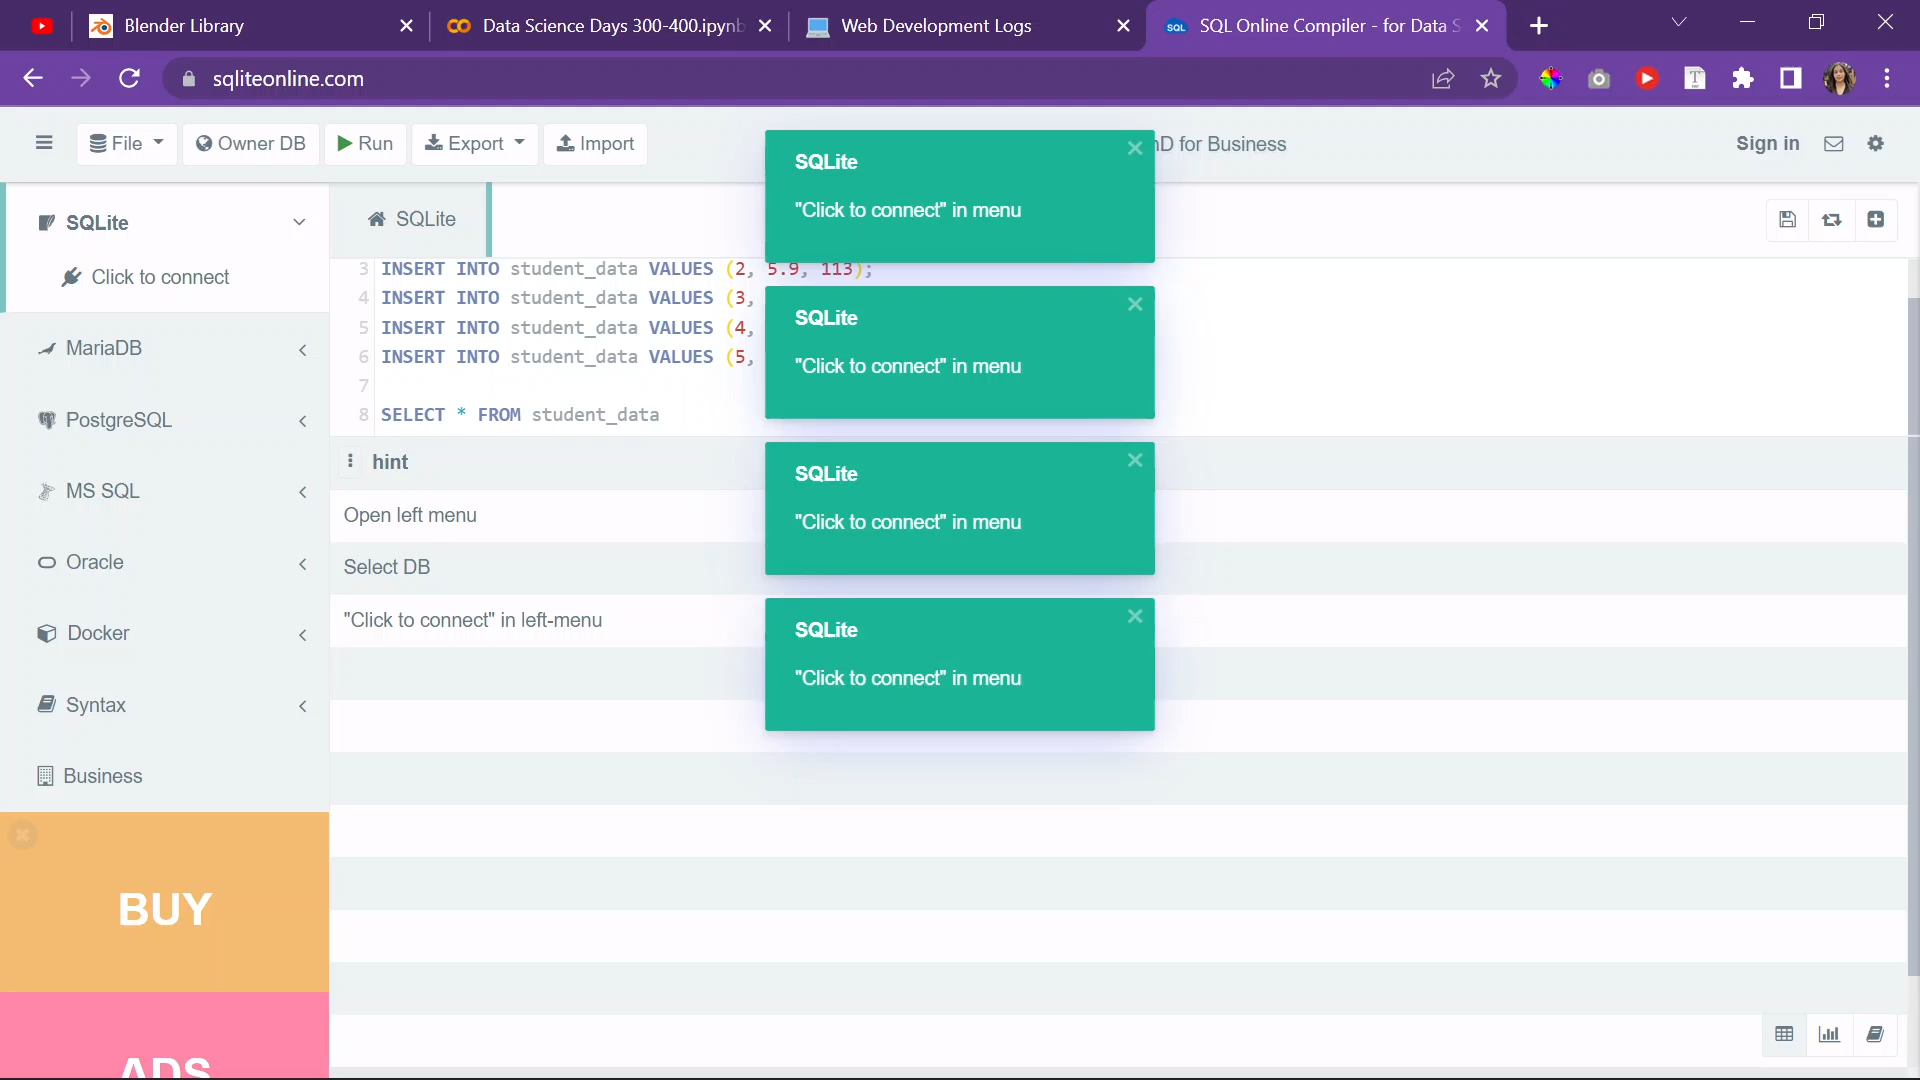 Blender Library
Data Science Days 300-400.ipynb
Web Development Logs
SQL Online Compiler - for Data S
sqliteonline.com
File
Owner DB
Run
Export
Import
nD for Business
Sign in
SQLite
Click to connect
MariaDB
PostgreSQL
MS SQL
Oracle
Docker
Syntax
Business
BUY
ADS
SQLite
3 INSERT INTO student_data VALUES (2, 5.9, 113);
4 INSERT INTO student_data VALUES (3,
5 INSERT INTO student_data VALUES (4,
6 INSERT INTO student_data VALUES (5,
7
8 SELECT * FROM student_data
hint
Open left menu
Select DB
"Click to connect" in left-menu
SQLite
"Click to connect" in menu
SQLite
"Click to connect" in menu
SQLite
"Click to connect" in menu
SQLite
"Click to connect" in menu